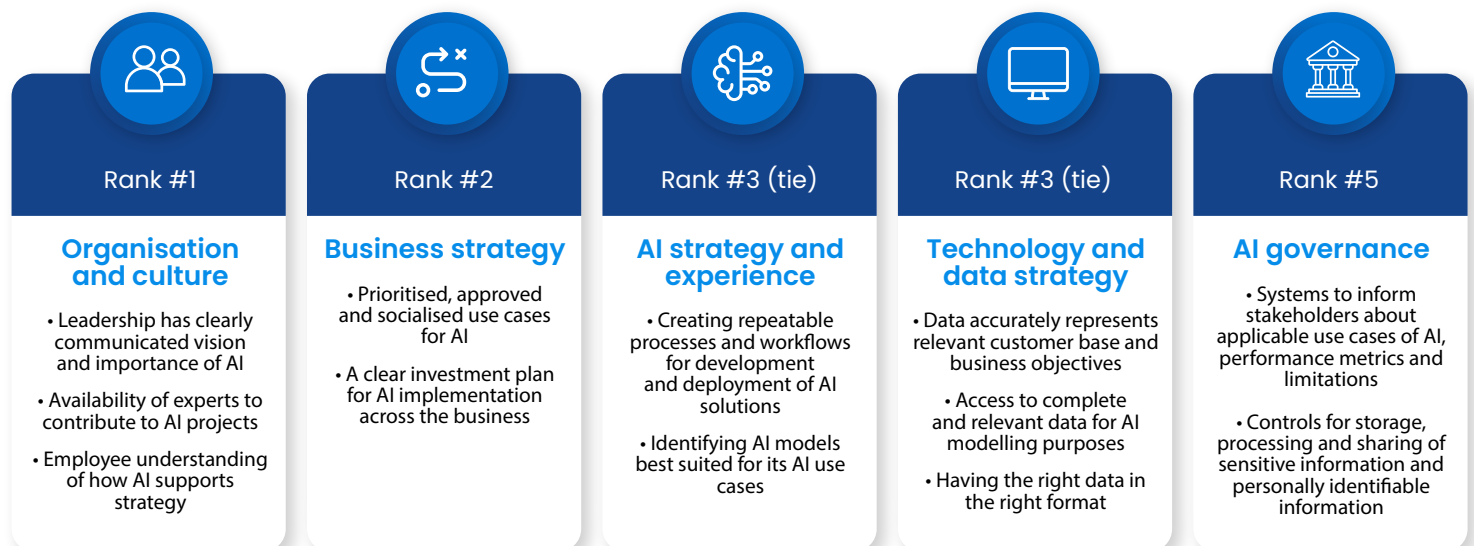 Rank #1
Organisation
and culture
• Leadership has clearly
communicated vision
and importance of AI
• Availability of experts to
contribute to AI projects
• Employee understanding
of how AI supports
strategy
Rank #2
Business strategy
• Prioritised, approved
and socialised use cases
for AI
• A clear investment plan
for AI implementation
across the business
Rank #3 (tie)
AI strategy and
experience
• Creating repeatable
processes and workflows
for development
and deployment of AI
solutions
• Identifying AI models
best suited for its AI use
cases
Rank #3 (tie)
Technology and
data strategy
• Data accurately represents
relevant customer base and
business objectives
• Access to complete
and relevant data for AI
modelling purposes
• Having the right data in
the right format
Rank #5
AI governance
• Systems to inform
stakeholders about
applicable use cases of AI,
performance metrics and
limitations
• Controls for storage,
processing and sharing of
sensitive information and
personally identifiable
information